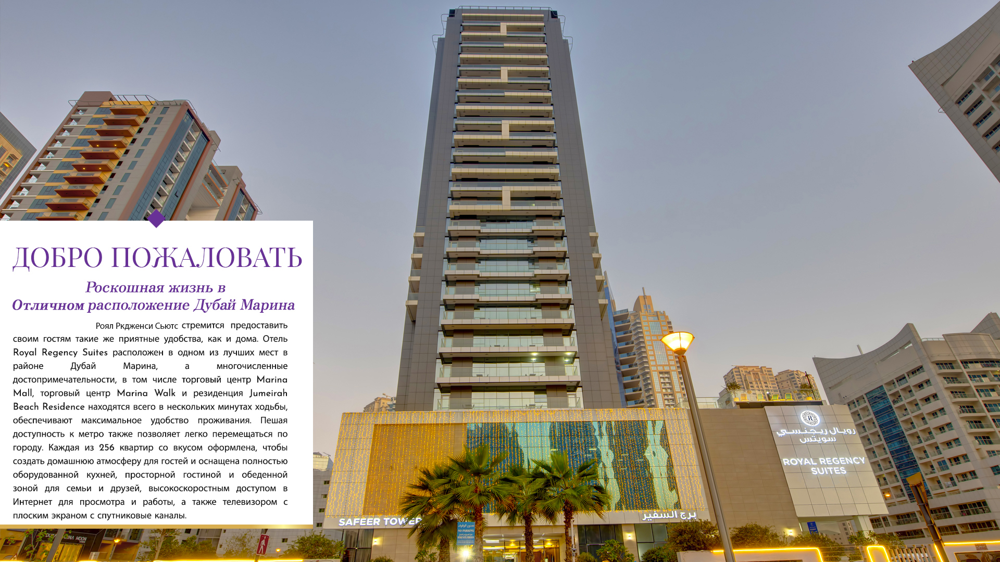 ДОБРО ПОЖАЛОВАТЬ
Роскошная жизнь в
Отличном расположение Дубай Марина
Роял Ркдженси Сьютс стремится предоставить
своим гостям такие же приятные удобства, как и дома. Отель
Royal Regency Suites расположен в одном из лучших мест в
районе Дубай Марина, а многочисленные
достопримечательности, в том числе торговый центр Marina
Mall, торговый центр Marina Walk и резиденция Jumeirah
Beach Residence находятся всего в нескольких минутах ходьбы,
обеспечивают максимальное удобство проживания. Пешая
доступность к метро также позволяет легко перемещаться по
городу. Каждая из 256 квартир со вкусом оформлена, чтобы
создать домашнюю атмосферу для гостей и оснащена полностью
оборудованной кухней, просторной гостиной и обеденной
зоной для семьи и друзей, высокоскоростным доступом в
Интернет для просмотра и работы, а также телевизором с
плоским экраном с спутниковые каналы.
R
رويال ريجنسي
سويتس
ROYAL REGENCY
SUITES
SAFEER TOWER
برج السفير
NO PARKING
MOON